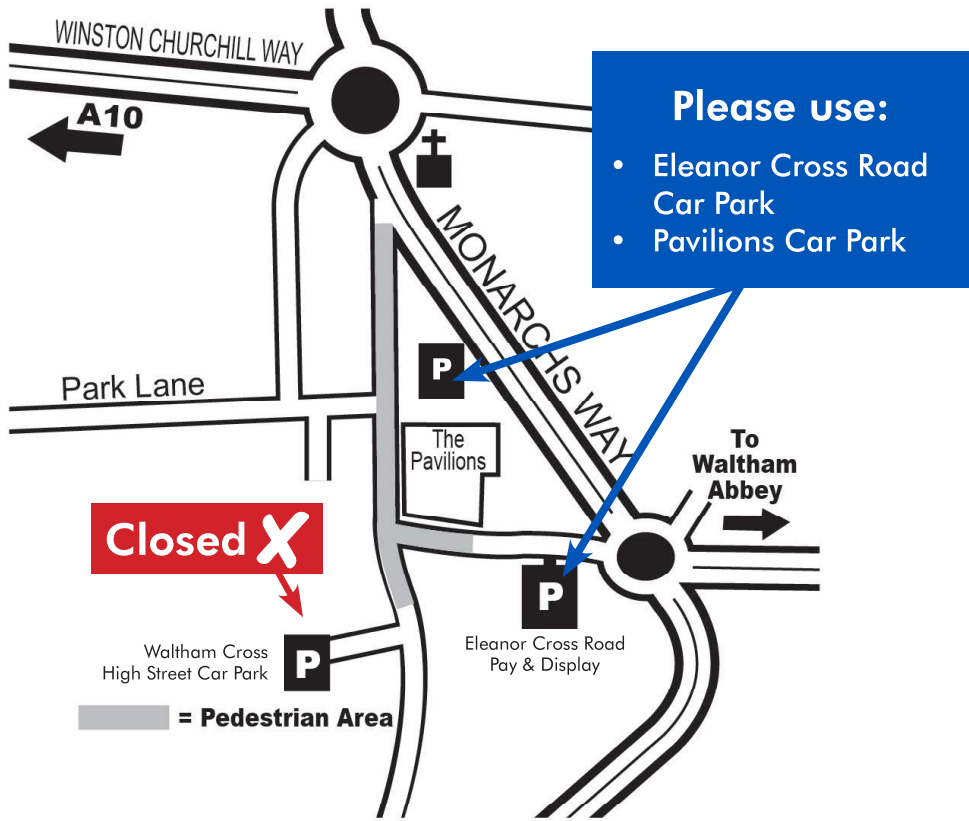 WINSTON CHURCHILL WAY
A10
Please use:
• Eleanor Cross Road
Car Park
• Pavilions Car Park
MONARCHS WAY
P
Park Lane
The
Pavilions
To
Waltham
Abbey
Closed X
P
Eleanor Cross Road
Pay & Display
Waltham Cross
High Street Car Park
P
= Pedestrian Area